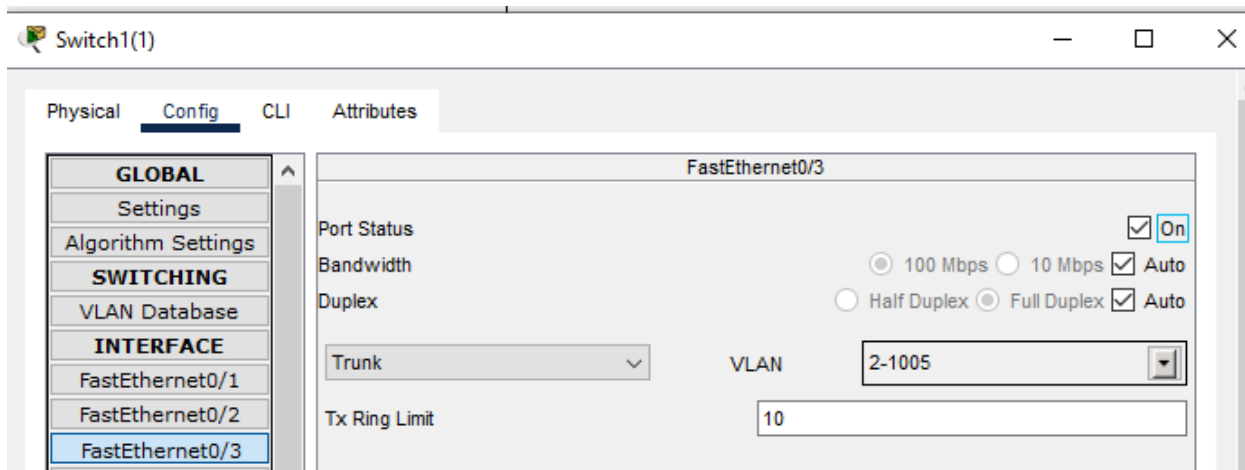 Switch1(1)
Physical Config CLI Attributes
GLOBAL
Settings
Algorithm Settings
SWITCHING
VLAN Database
INTERFACE
FastEthernet0/1
FastEthernet0/2
FastEthernet0/3
FastEthernet0/3
Port Status On
Bandwidth 100 Mbps 10 Mbps Auto
Duplex Half Duplex Full Duplex Auto
Trunk VLAN 2-1005
Tx Ring Limit 10